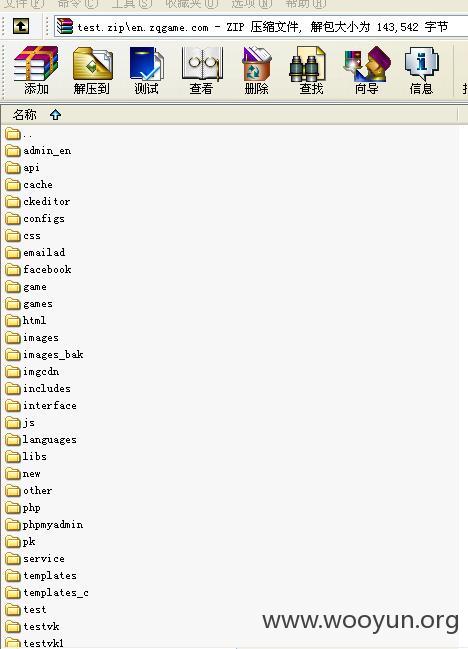 文件(F) 命令(C) 工具(S) 收藏夹(O) 选项(N) 帮助(H)
test.zip\en.zqgame.com - ZIP 压缩文件, 解包大小为 143,542 字节
添加 解压到 测试 查看 删除 查找 向导 信息
名称
..
admin_en
api
cache
ckeditor
configs
css
emailad
facebook
game
games
html
images
images_bak
imgcdn
includes
interface
js
languages
libs
new
other
php
phpmyadmin
pk
service
templates
templates_c
test
testvk
testvk1
www.wooyun.org